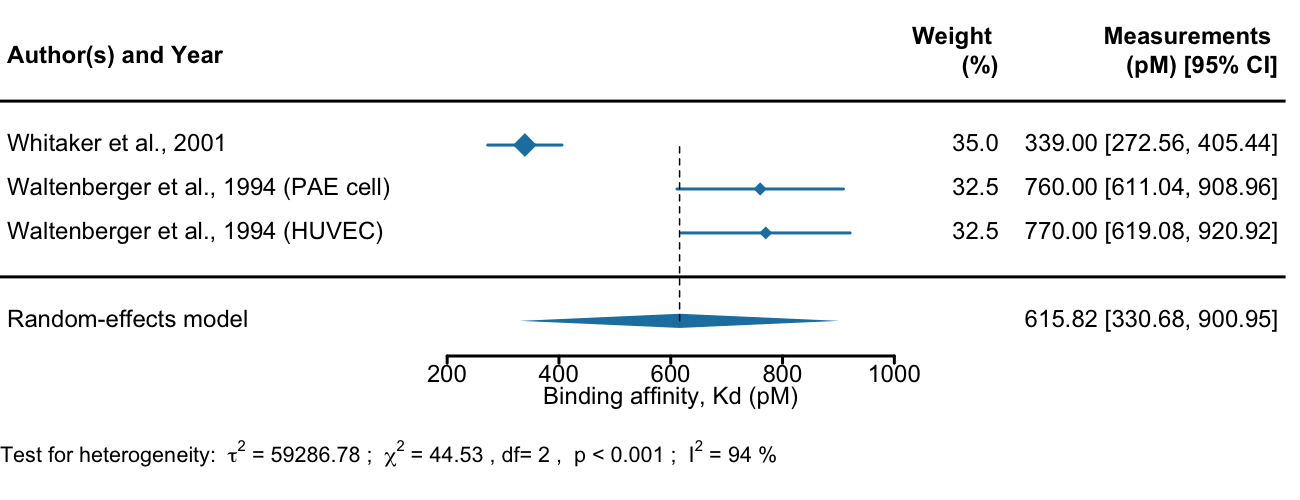 Author(s) and Year Weight (%) Measurements (pM) [95% CI]
Whitaker et al., 2001 35.0 339.00 [272.56, 405.44]
Waltenberger et al., 1994 (PAE cell) 32.5 760.00 [611.04, 908.96]
Waltenberger et al., 1994 (HUVEC) 32.5 770.00 [619.08, 920.92]
Random-effects model 615.82 [330.68, 900.95]
200 400 600 800 1000
Binding affinity, Kd (pM)
Test for heterogeneity: τ² = 59286.78 ; χ² = 44.53 , df= 2 , p < 0.001 ; I² = 94 %